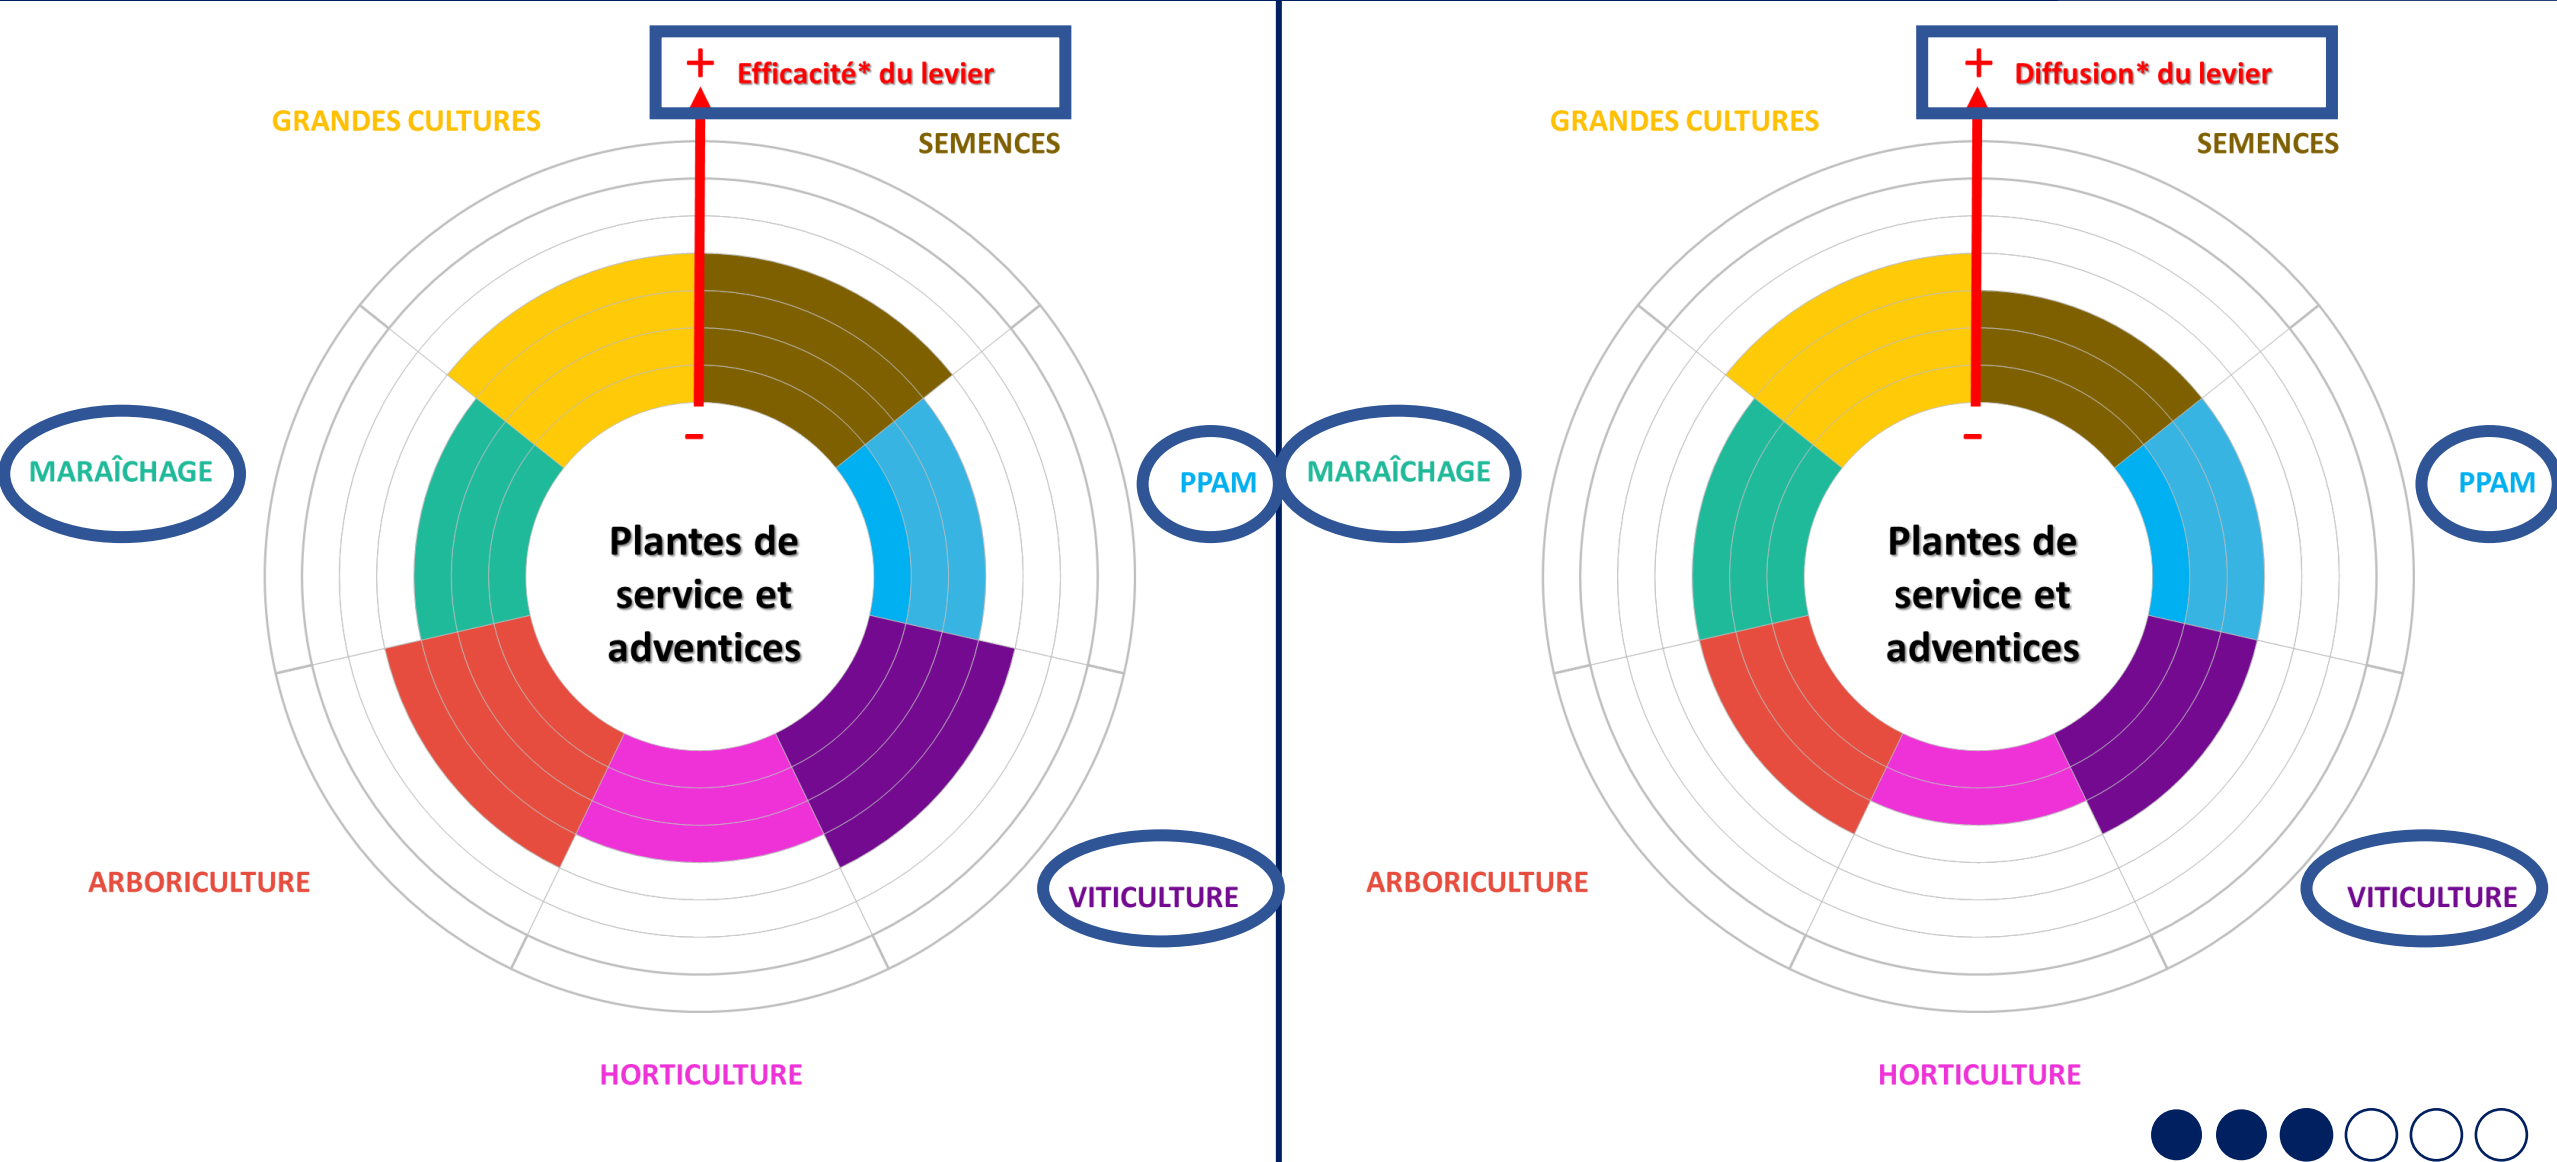 + Efficacité* du levier
GRANDES CULTURES
SEMENCES
-
MARAÎCHAGE
PPAM
Plantes de
service et
adventices
ARBORICULTURE
VITICULTURE
HORTICULTURE
+ Diffusion* du levier
GRANDES CULTURES
SEMENCES
-
MARAÎCHAGE
PPAM
Plantes de
service et
adventices
ARBORICULTURE
VITICULTURE
HORTICULTURE